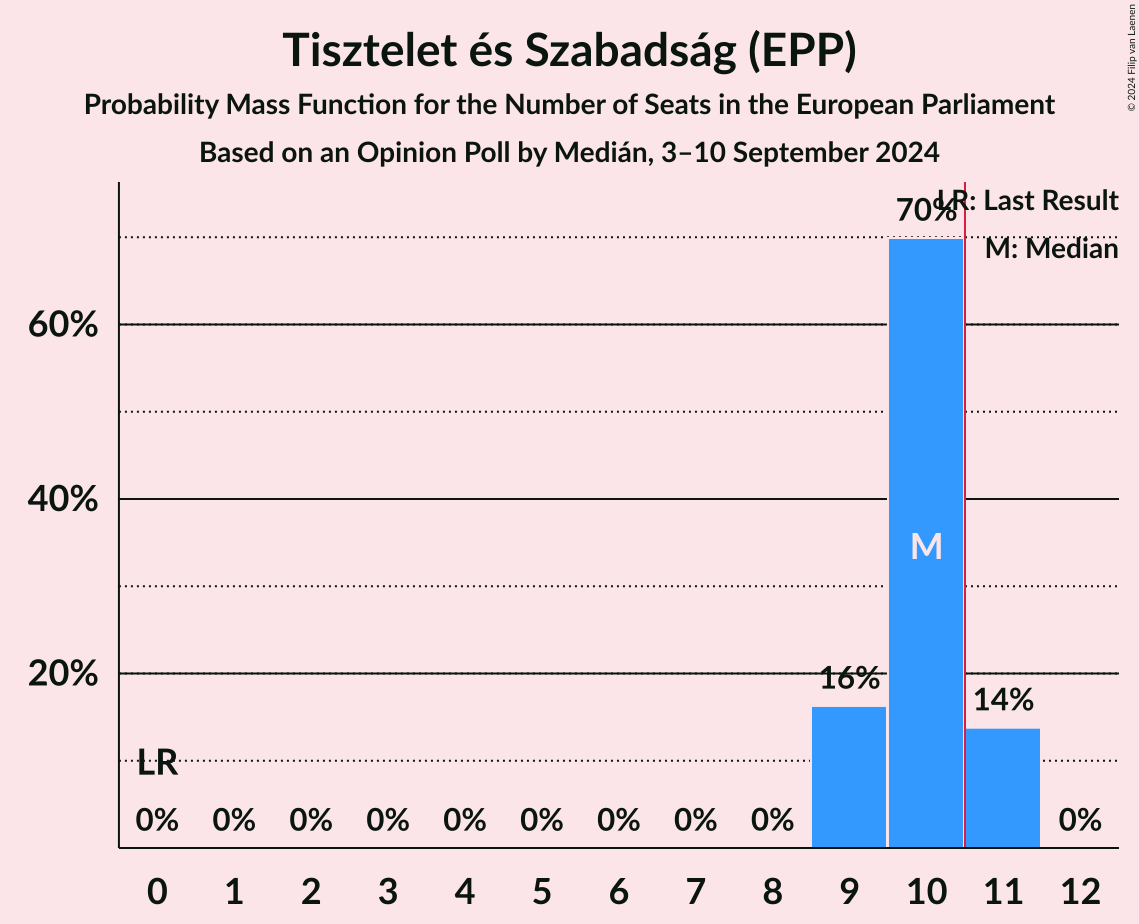 Tisztelet és Szabadság (EPP)
Probability Mass Function for the Number of Seats in the European Parliament
Based on an Opinion Poll by Medián, 3–10 September 2024
© 2024 Filip van Laenen
LR: Last Result
M: Median
70%
60%
40%
M
20%
16%
14%
LR
0% 0% 0% 0% 0% 0% 0% 0% 0% 0%
0 1 2 3 4 5 6 7 8 9 10 11 12